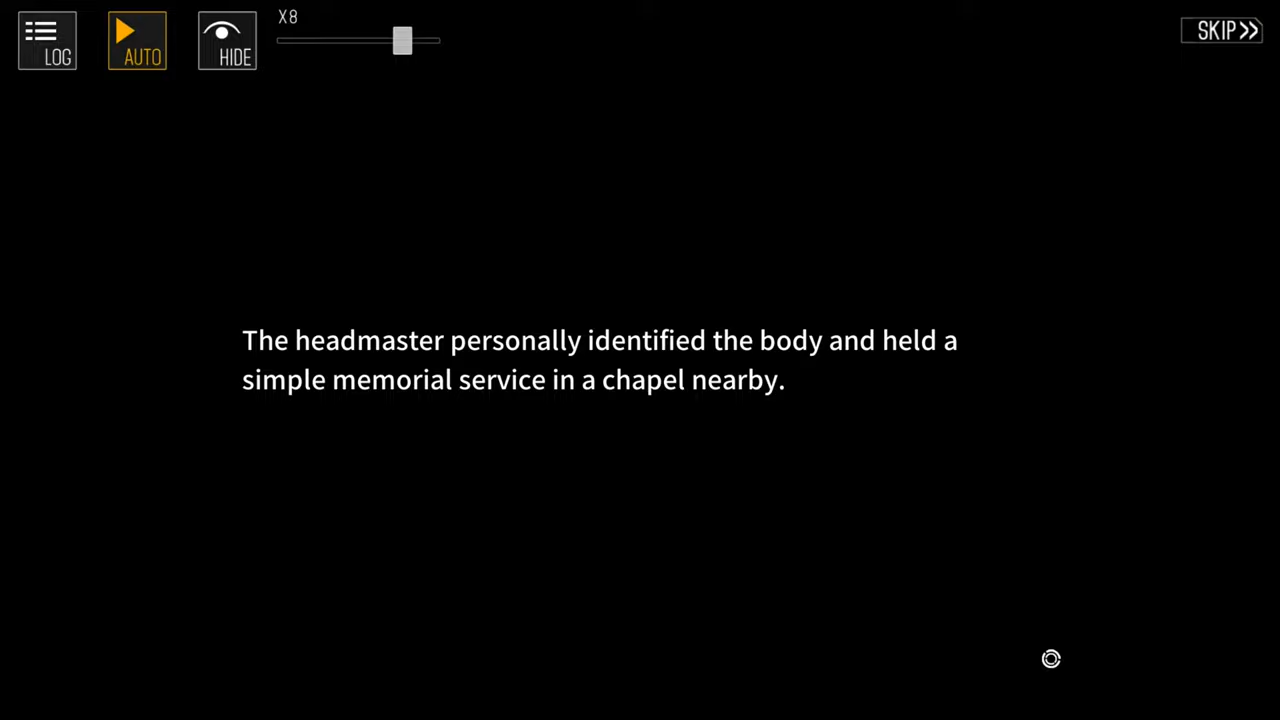 X8
LOG
AUTO
HIDE
SKIP
The headmaster personally identified the body and held a
simple memorial service in a chapel nearby.